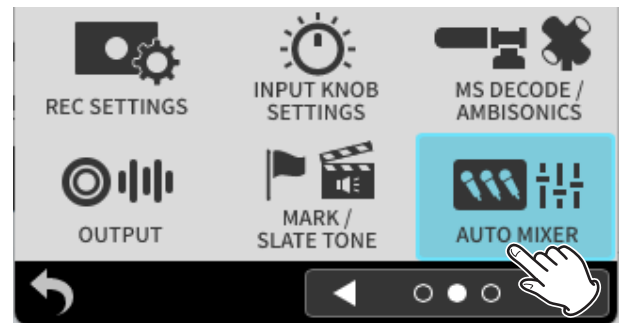 REC SETTINGS
INPUT KNOB
SETTINGS
MS DECODE /
AMBISONICS
OUTPUT
MARK /
SLATE TONE
AUTO MIXER